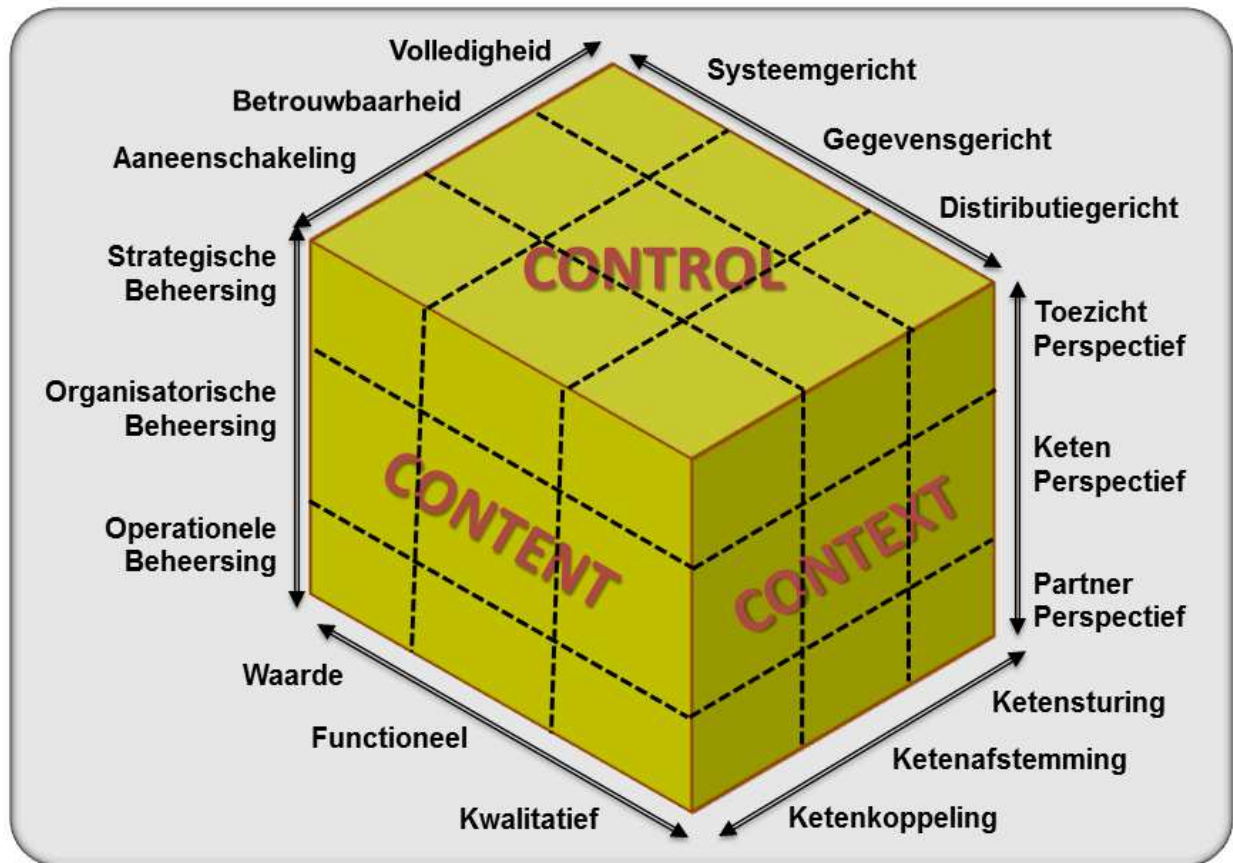 Volledigheid
Betrouwbaarheid
Aaneenschakeling
Systeemgericht
Gegevensgericht
Distiributiegericht
CONTROL
Strategische
Beheersing
Organisatorische
Beheersing
Operationele
Beheersing
CONTENT
CONTEXT
Toezicht
Perspectief
Keten
Perspectief
Partner
Perspectief
Waarde
Functioneel
Kwalitatief
Ketensturing
Ketenafstemming
Ketenkoppeling